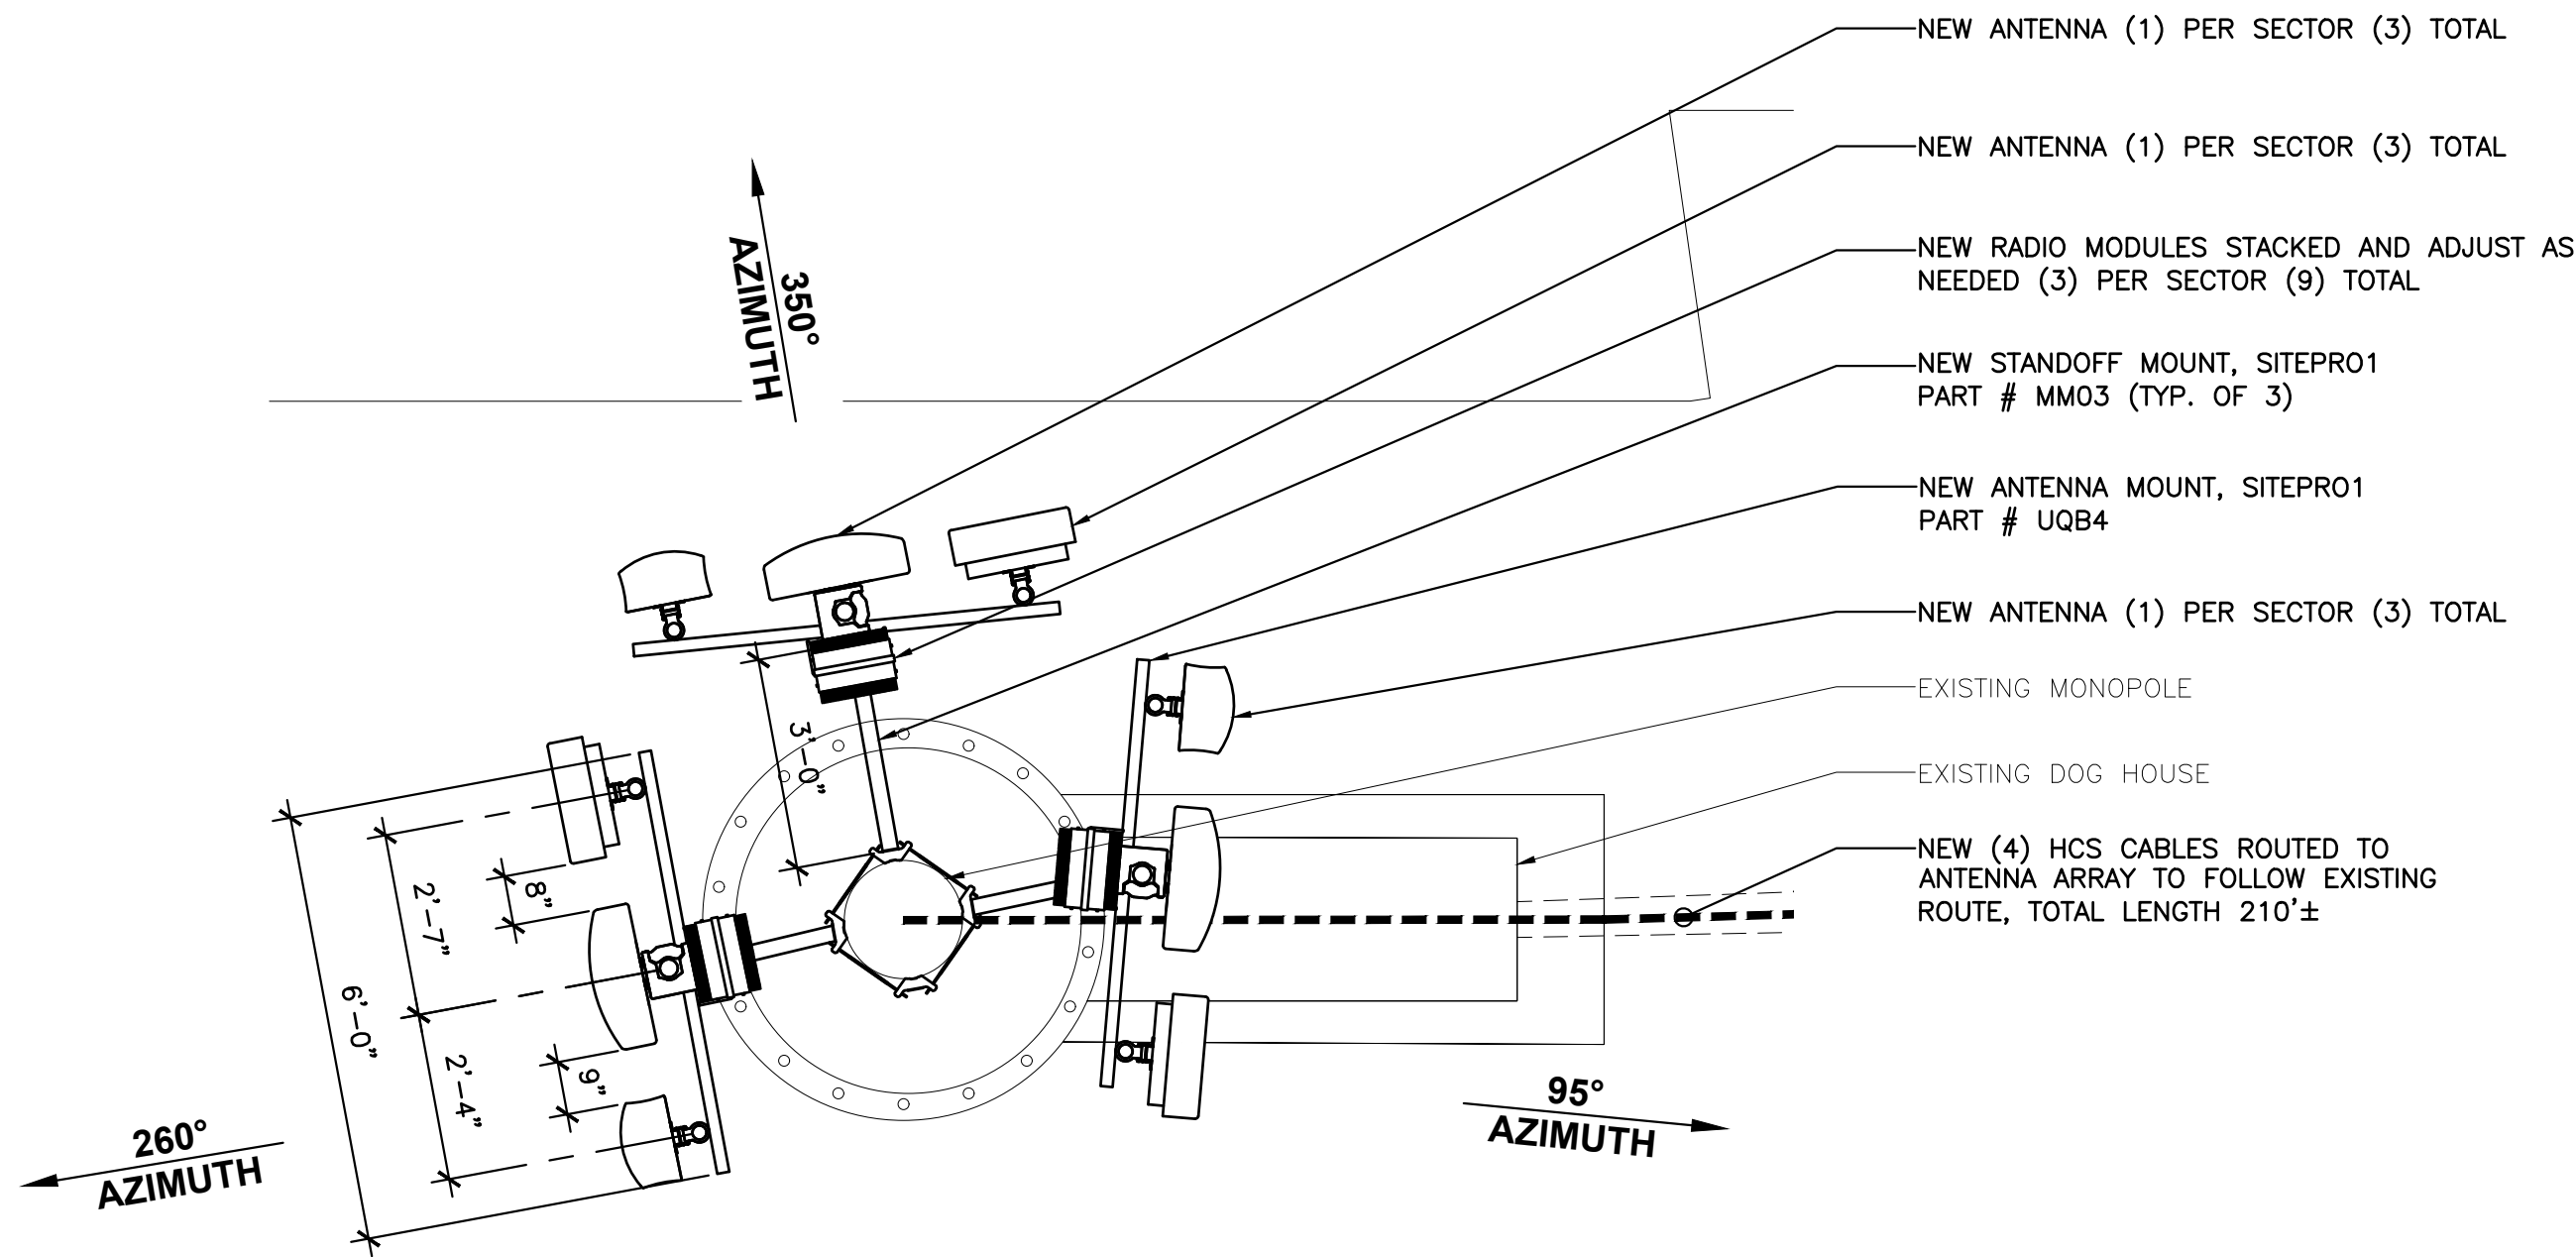 NEW ANTENNA (1) PER SECTOR (3) TOTAL
NEW ANTENNA (1) PER SECTOR (3) TOTAL
NEW RADIO MODULES STACKED AND ADJUST AS
NEEDED (3) PER SECTOR (9) TOTAL
NEW STANDOFF MOUNT, SITEPRO1
PART # MM03 (TYP. OF 3)
NEW ANTENNA MOUNT, SITEPRO1
PART # UQB4
NEW ANTENNA (1) PER SECTOR (3) TOTAL
EXISTING MONOPOLE
EXISTING DOG HOUSE
NEW (4) HCS CABLES ROUTED TO
ANTENNA ARRAY TO FOLLOW EXISTING
ROUTE, TOTAL LENGTH 210'±
350°
AZIMUTH
3'-0"
8"
2'-7"
6'-0"
9"
2'-4"
260°
AZIMUTH
95°
AZIMUTH